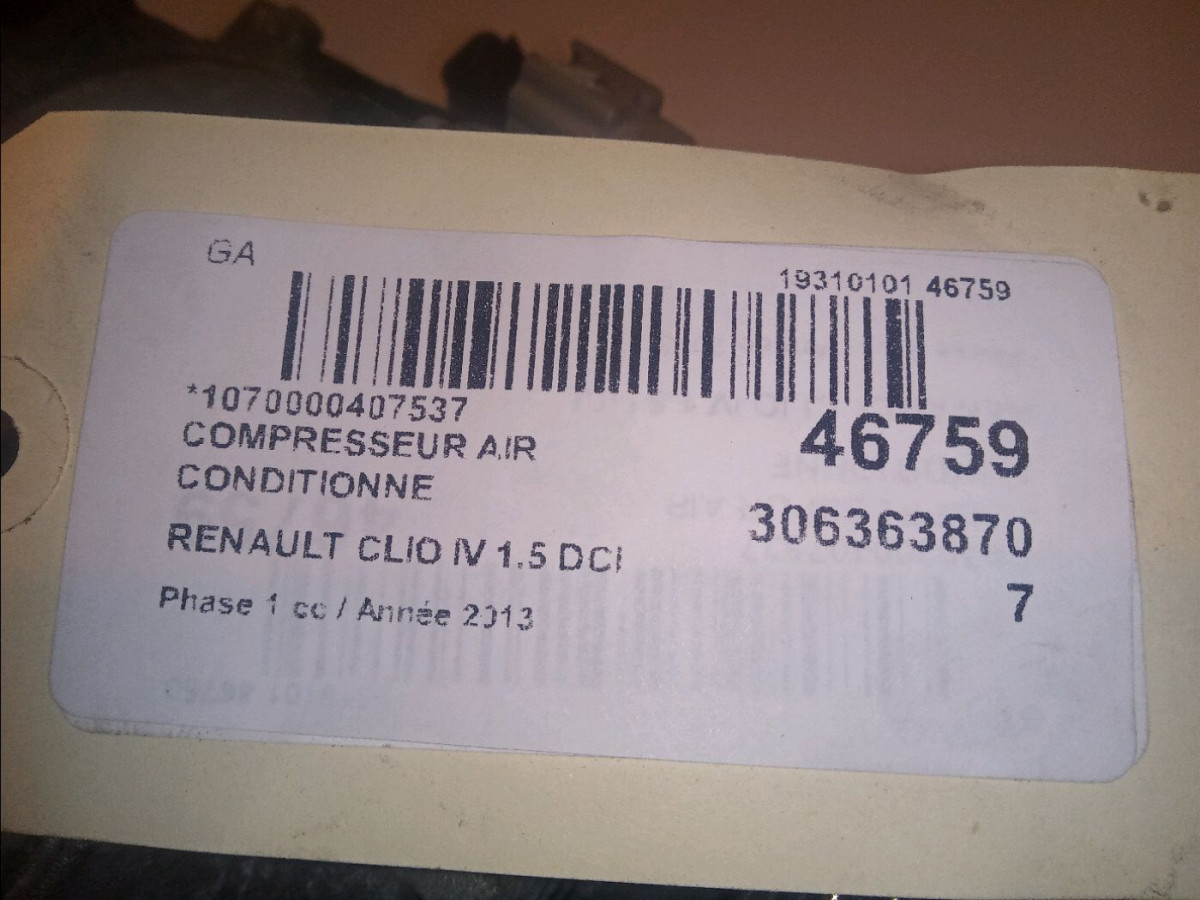 GA
19310101 46759
*1070000407537
COMPRESSEUR AIR
CONDITIONNE
46759
RENAULT CLIO IV 1.5 DCI
306363870
7
Phase 1 cc / Année 2013